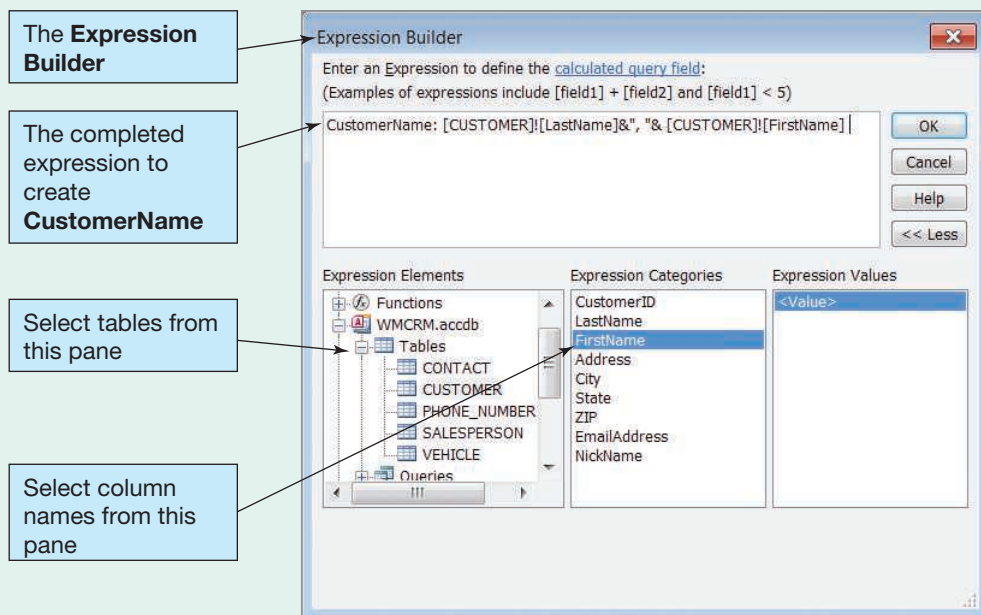 The Expression
Builder
The completed
expression to
create
CustomerName
Select tables from
this pane
Select column
names from this
pane
Expression Builder
Enter an Expression to define the calculated query field:
(Examples of expressions include [field1] + [field2] and [field1] < 5)
CustomerName: [CUSTOMER]![LastName]&", "& [CUSTOMER]![FirstName]
OK
Cancel
Help
<< Less
Expression Elements
Functions
WMCRM.accdb
Tables
CONTACT
CUSTOMER
PHONE_NUMBER
SALESPERSON
VEHICLE
Queries
Expression Categories
CustomerID
LastName
FirstName
Address
City
State
ZIP
EmailAddress
NickName
Expression Values
<Value>